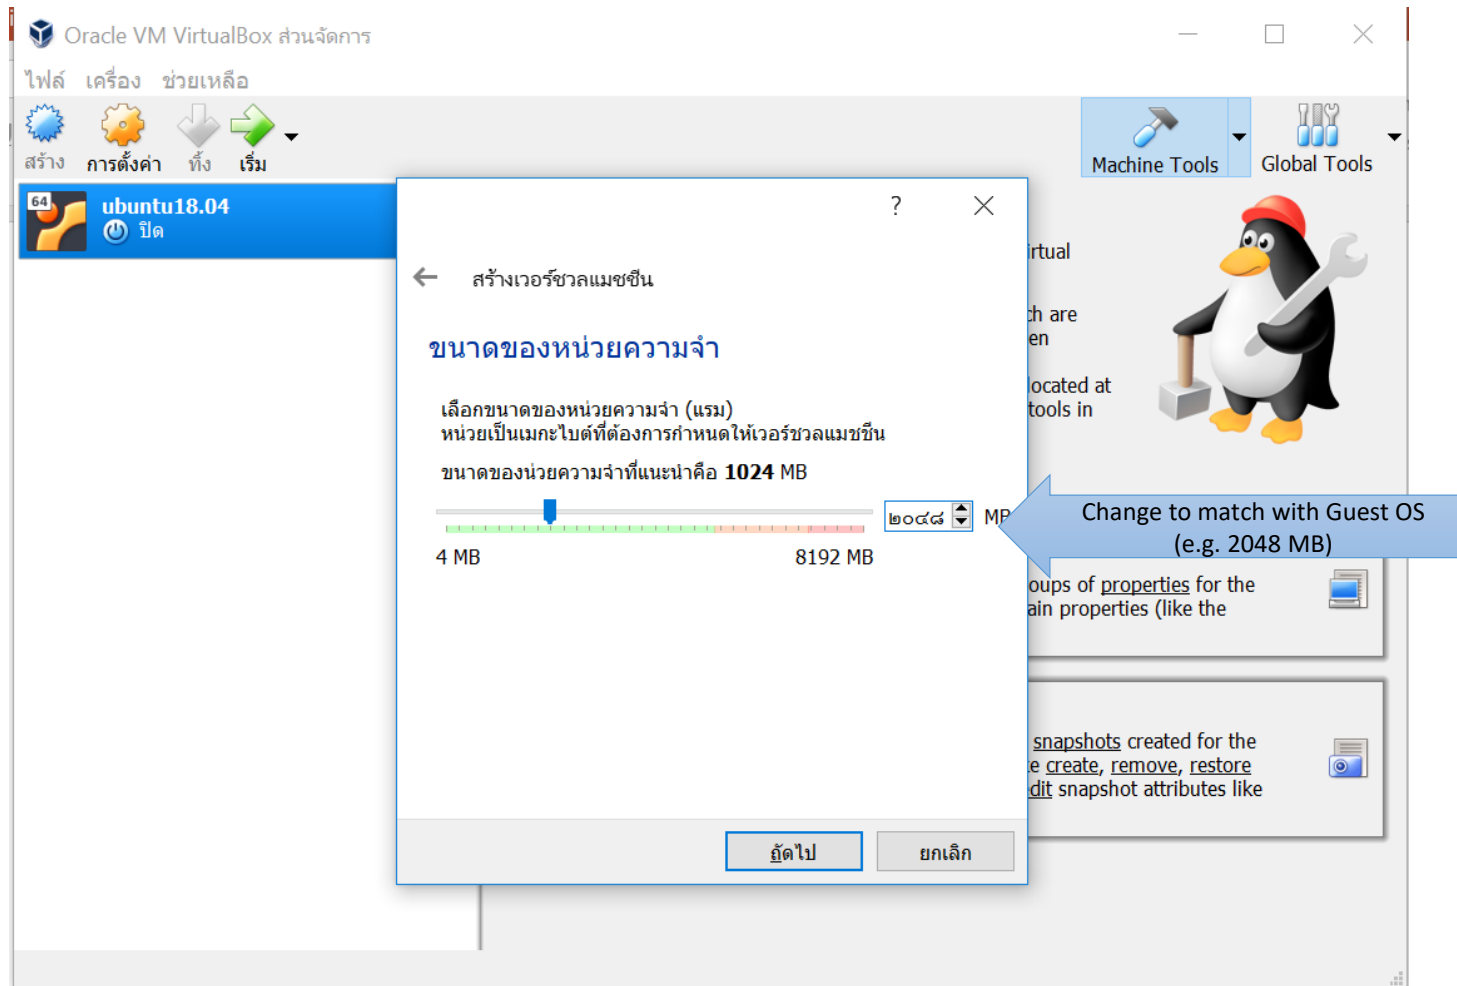 Oracle VM VirtualBox ส่วนจัดการ
ไฟล์ เครื่อง ช่วยเหลือ
สร้าง การตั้งค่า ทิ้ง เริ่ม
Machine Tools Global Tools
64
ubuntu18.04
ปิด
?
สร้างเวอร์ชวลแมชชีน
ขนาดของหน่วยความจำ
เลือกขนาดของหน่วยความจำ (แรม)
หน่วยเป็นเมกะไบต์ที่ต้องการกำหนดให้เวอร์ชวลแมชชีน
ขนาดของน่วยความจำที่แนะนำคือ 1024 MB
๒๐๔๘ MB
4 MB 8192 MB
ถัดไป ยกเลิก
irtual
ch are
en
located at
tools in
Change to match with Guest OS
(e.g. 2048 MB)
oups of properties for the
ain properties (like the
snapshots created for the
e create, remove, restore
dit snapshot attributes like